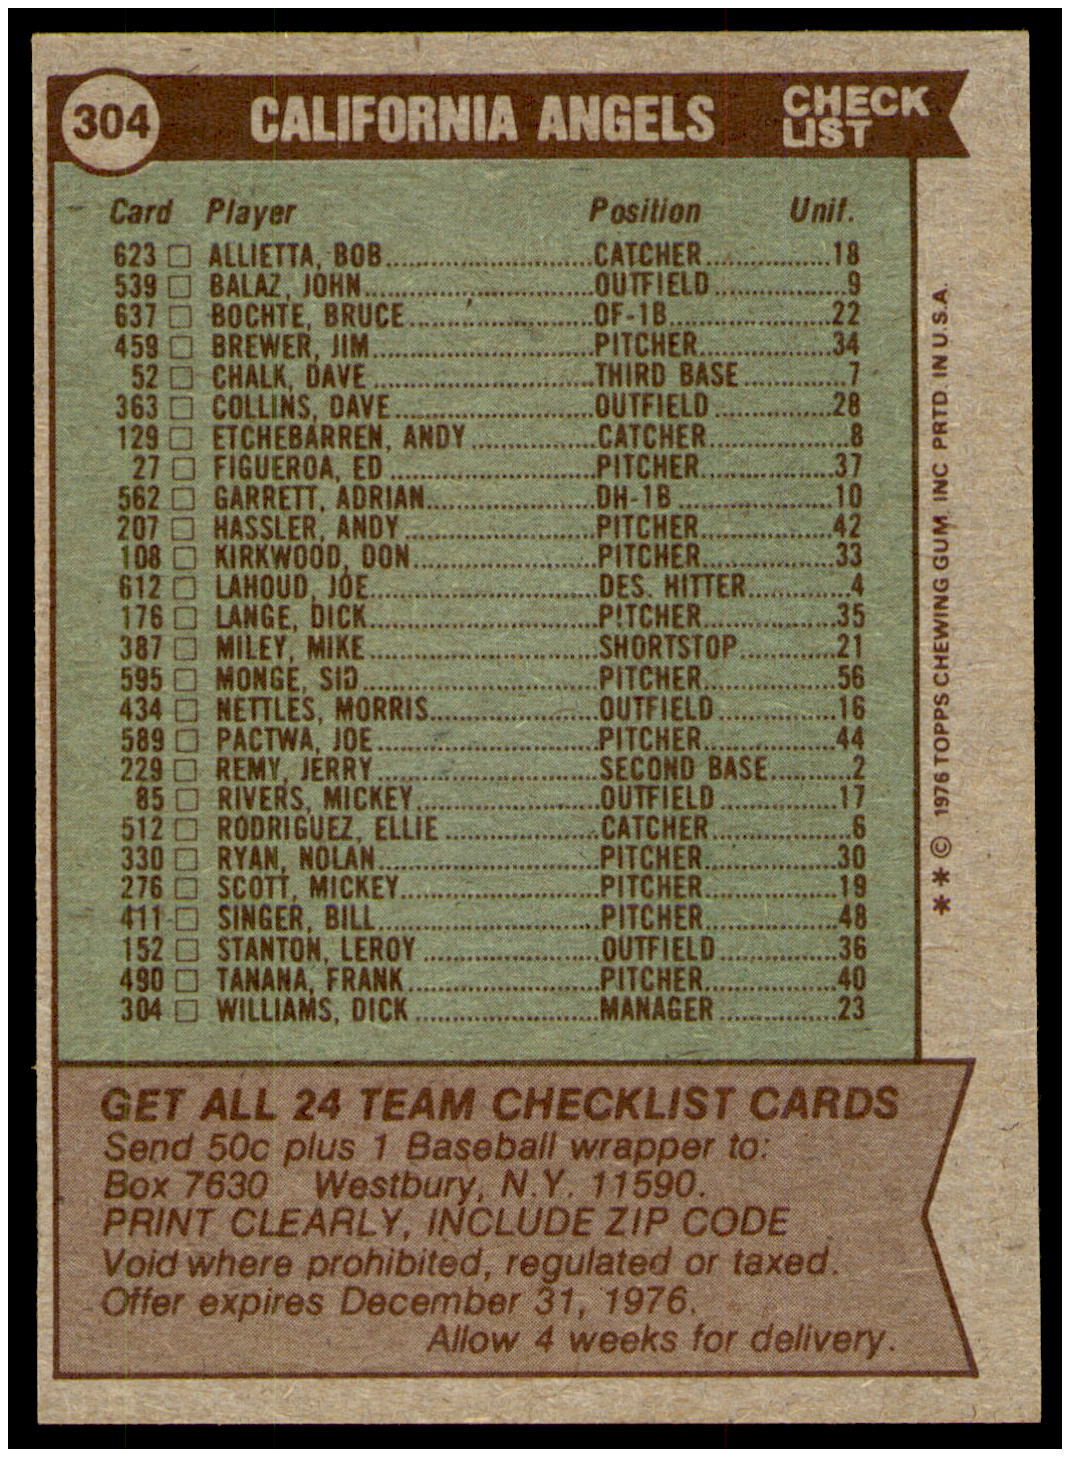 304 CALIFORNIA ANGELS CHECK LIST
Card Player Position Unif.
623 □ ALLIETTA, BOB..........CATCHER..........18
539 □ BALAZ, JOHN..........OUTFIELD..........9
637 □ BOCHTE, BRUCE..........OF-1B..........22
459 □ BREWER, JIM..........PITCHER..........34
52 □ CHALK, DAVE..........THIRD BASE..........7
363 □ COLLINS, DAVE..........OUTFIELD..........28
129 □ ETCHEBARREN, ANDY..........CATCHER..........8
27 □ FIGUEROA, ED..........PITCHER..........37
562 □ GARRETT, ADRIAN..........DH-1B..........10
207 □ HASSLER, ANDY..........PITCHER..........42
108 □ KIRKWOOD, DON..........PITCHER..........33
612 □ LAHOUD, JOE..........DES. HITTER..........4
176 □ LANGE, DICK..........PITCHER..........35
387 □ MILEY, MIKE..........SHORTSTOP..........21
595 □ MONGE, SID..........PITCHER..........56
434 □ NETTLES, MORRIS..........OUTFIELD..........16
589 □ PACTWA, JOE..........PITCHER..........44
229 □ REMY, JERRY..........SECOND BASE..........2
85 □ RIVERS, MICKEY..........OUTFIELD..........17
512 □ RODRIGUEZ, ELLIE..........CATCHER..........6
330 □ RYAN, NOLAN..........PITCHER..........30
276 □ SCOTT, MICKEY..........PITCHER..........19
411 □ SINGER, BILL..........PITCHER..........48
152 □ STANTON, LEROY..........OUTFIELD..........36
490 □ TANANA, FRANK..........PITCHER..........40
304 □ WILLIAMS, DICK..........MANAGER..........23
GET ALL 24 TEAM CHECKLIST CARDS
Send 50c plus 1 Baseball wrapper to:
Box 7630 Westbury, N.Y. 11590.
PRINT CLEARLY, INCLUDE ZIP CODE
Void where prohibited, regulated or taxed.
Offer expires December 31, 1976.
Allow 4 weeks for delivery.
** © 1976 TOPPS CHEWING GUM INC PRTD. IN U.S.A.